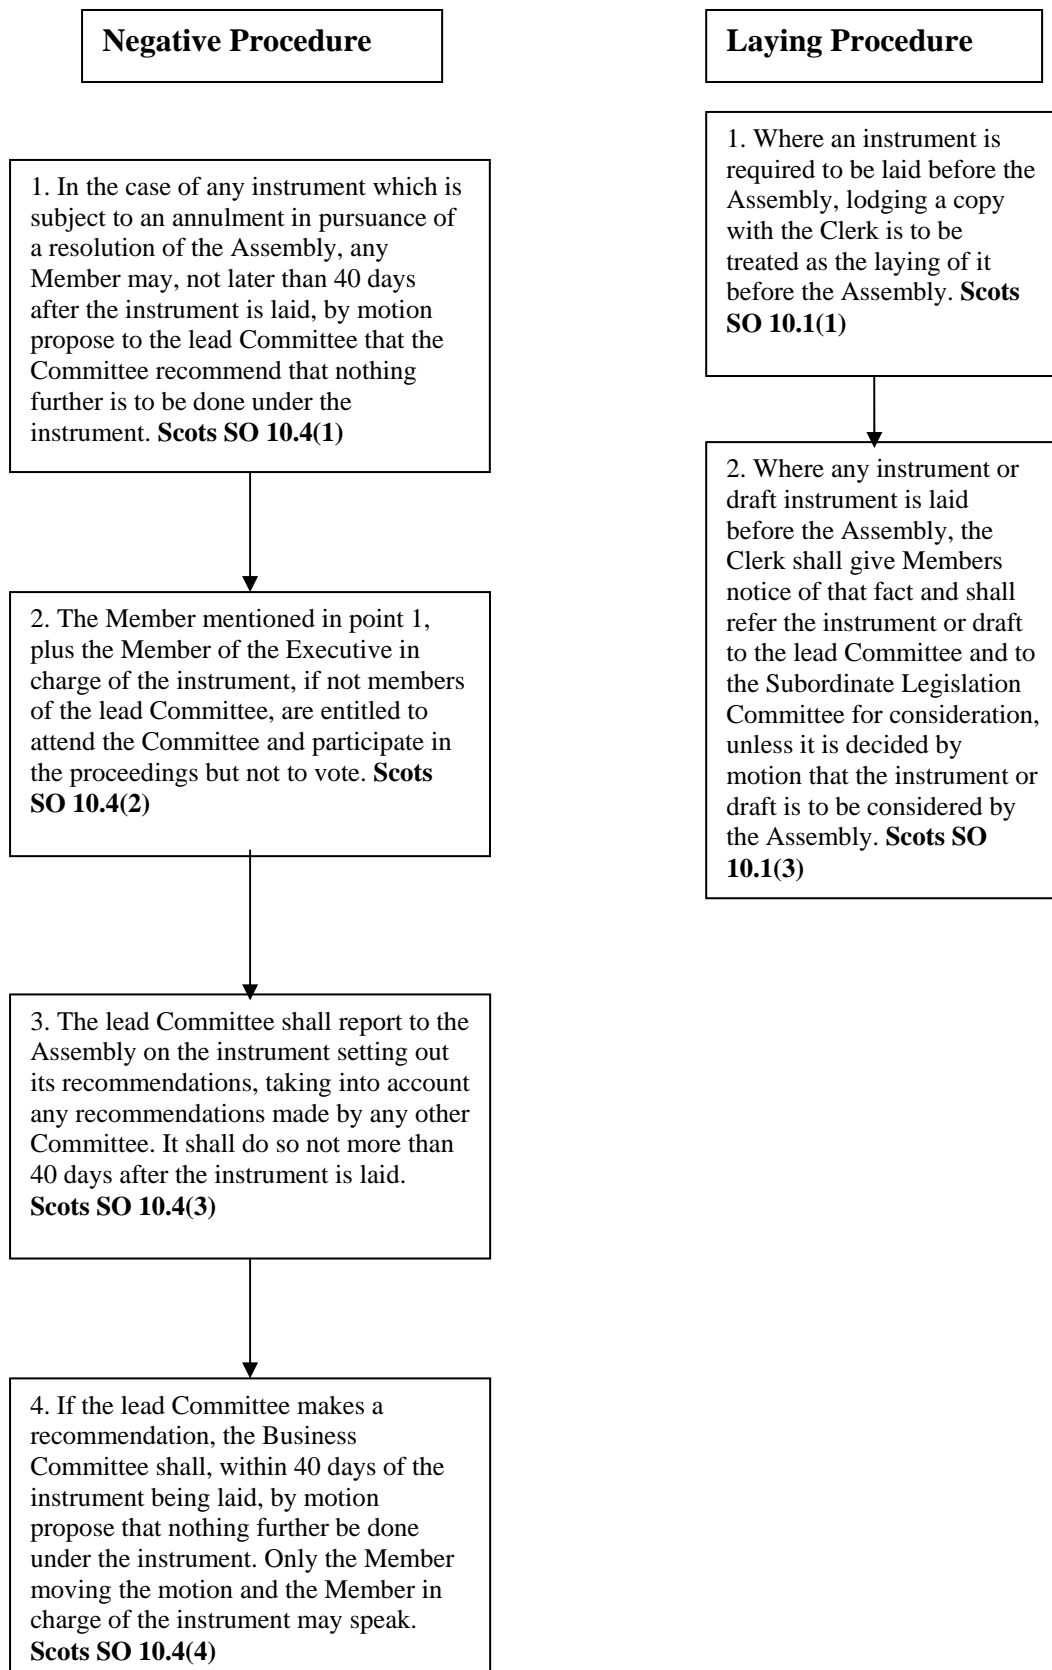 Negative Procedure
1. In the case of any instrument which is
subject to an annulment in pursuance of
a resolution of the Assembly, any
Member may, not later than 40 days
after the instrument is laid, by motion
propose to the lead Committee that the
Committee recommend that nothing
further is to be done under the
instrument. Scots SO 10.4(1)
2. The Member mentioned in point 1,
plus the Member of the Executive in
charge of the instrument, if not members
of the lead Committee, are entitled to
attend the Committee and participate in
the proceedings but not to vote. Scots
SO 10.4(2)
3. The lead Committee shall report to the
Assembly on the instrument setting out
its recommendations, taking into account
any recommendations made by any other
Committee. It shall do so not more than
40 days after the instrument is laid.
Scots SO 10.4(3)
4. If the lead Committee makes a
recommendation, the Business
Committee shall, within 40 days of the
instrument being laid, by motion
propose that nothing further be done
under the instrument. Only the Member
moving the motion and the Member in
charge of the instrument may speak.
Scots SO 10.4(4)
Laying Procedure
1. Where an instrument is
required to be laid before the
Assembly, lodging a copy
with the Clerk is to be
treated as the laying of it
before the Assembly. Scots
SO 10.1(1)
2. Where any instrument or
draft instrument is laid
before the Assembly, the
Clerk shall give Members
notice of that fact and shall
refer the instrument or draft
to the lead Committee and to
the Subordinate Legislation
Committee for consideration,
unless it is decided by
motion that the instrument or
draft is to be considered by
the Assembly. Scots SO
10.1(3)